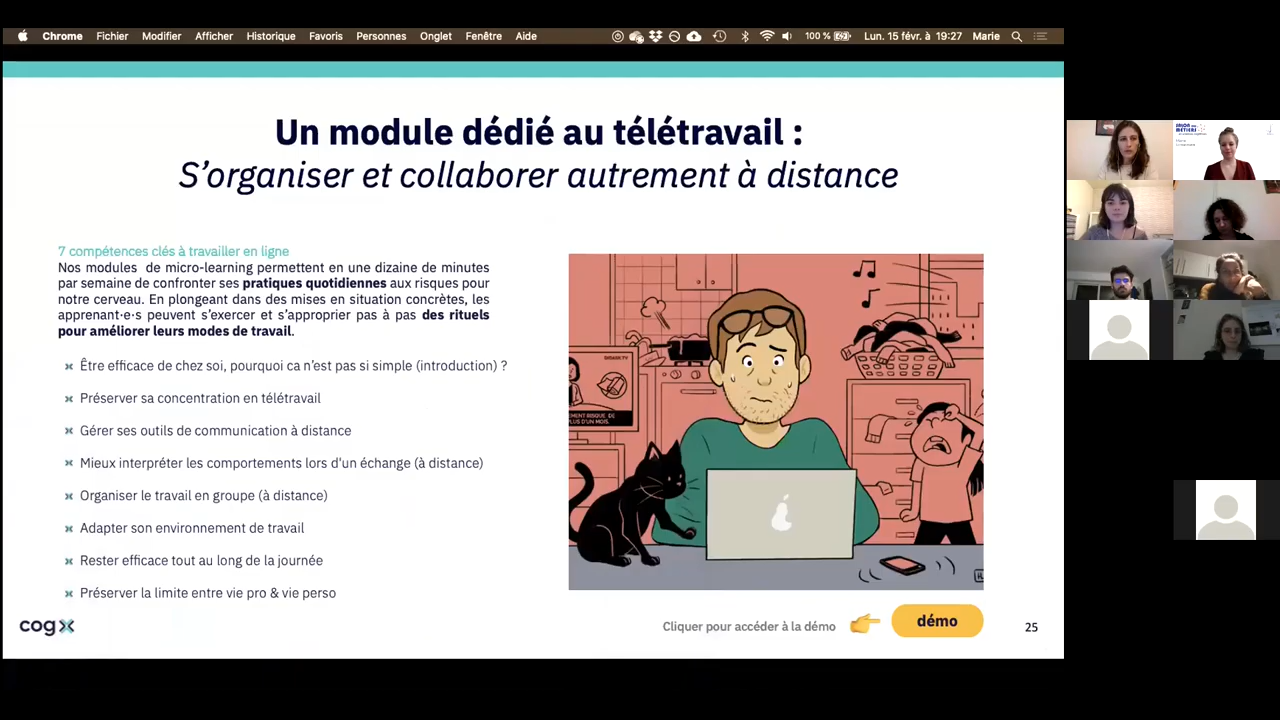 Chrome Fichier Modifier Afficher Historique Favoris Personnes Onglet Fenêtre Aide 100 % Lun. 15 févr. à 19:27 Marie
Un module dédié au télétravail :
S'organiser et collaborer autrement à distance
7 compétences clés à travailler en ligne
Nos modules de micro-learning permettent en une dizaine de minutes
par semaine de confronter ses pratiques quotidiennes aux risques pour
notre cerveau. En plongeant dans des mises en situation concrètes, les
apprenant·e·s peuvent s'exercer et s'approprier pas à pas des rituels
pour améliorer leurs modes de travail.
Être efficace de chez soi, pourquoi ca n'est pas si simple (introduction) ?
Préserver sa concentration en télétravail
Gérer ses outils de communication à distance
Mieux interpréter les comportements lors d'un échange (à distance)
Organiser le travail en groupe (à distance)
Adapter son environnement de travail
Rester efficace tout au long de la journée
Préserver la limite entre vie pro & vie perso
EMENT RISQUE DE
PLUS D'UN MOIS.
cogx
Cliquer pour accéder à la démo
démo
25